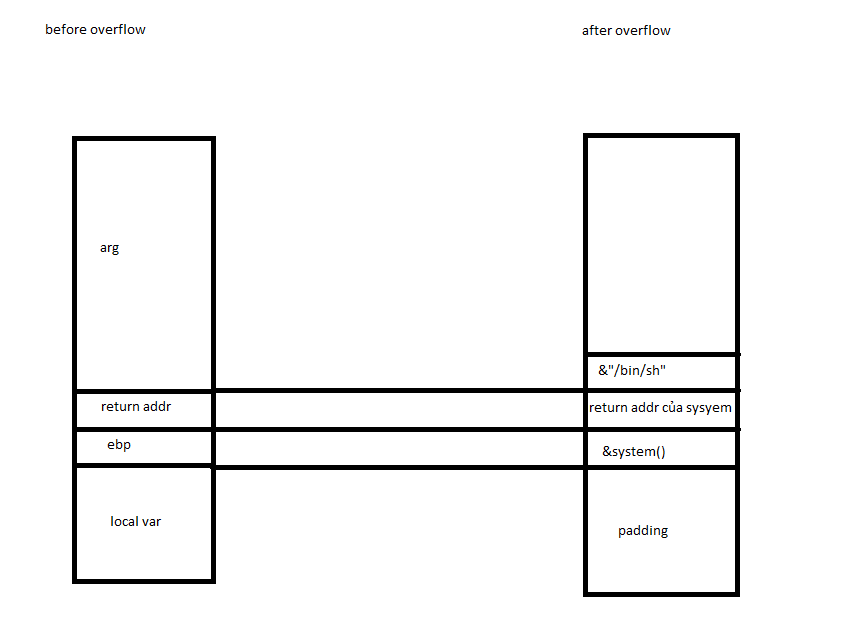 before overflow
after overflow
arg
&"/bin/sh"
return addr
return addr của sysyem
ebp
&system()
local var
padding